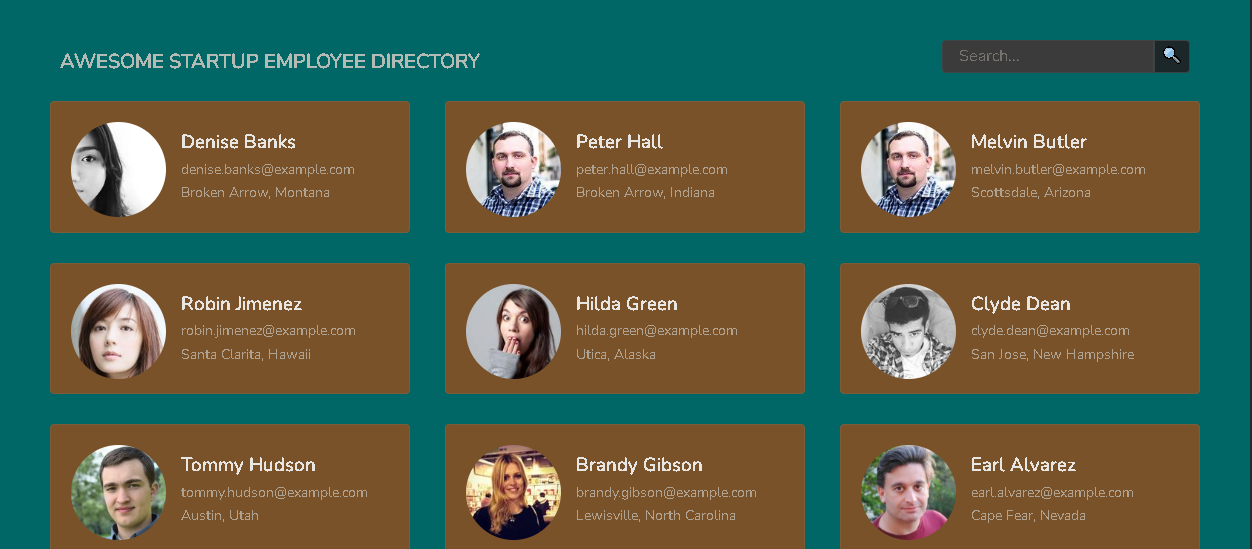 AWESOME STARTUP EMPLOYEE DIRECTORY
Search...
Denise Banks
denise.banks@example.com
Broken Arrow, Montana
Peter Hall
peter.hall@example.com
Broken Arrow, Indiana
Melvin Butler
melvin.butler@example.com
Scottsdale, Arizona
Robin Jimenez
robin.jimenez@example.com
Santa Clarita, Hawaii
Hilda Green
hilda.green@example.com
Utica, Alaska
Clyde Dean
clyde.dean@example.com
San Jose, New Hampshire
Tommy Hudson
tommy.hudson@example.com
Austin, Utah
Brandy Gibson
brandy.gibson@example.com
Lewisville, North Carolina
Earl Alvarez
earl.alvarez@example.com
Cape Fear, Nevada